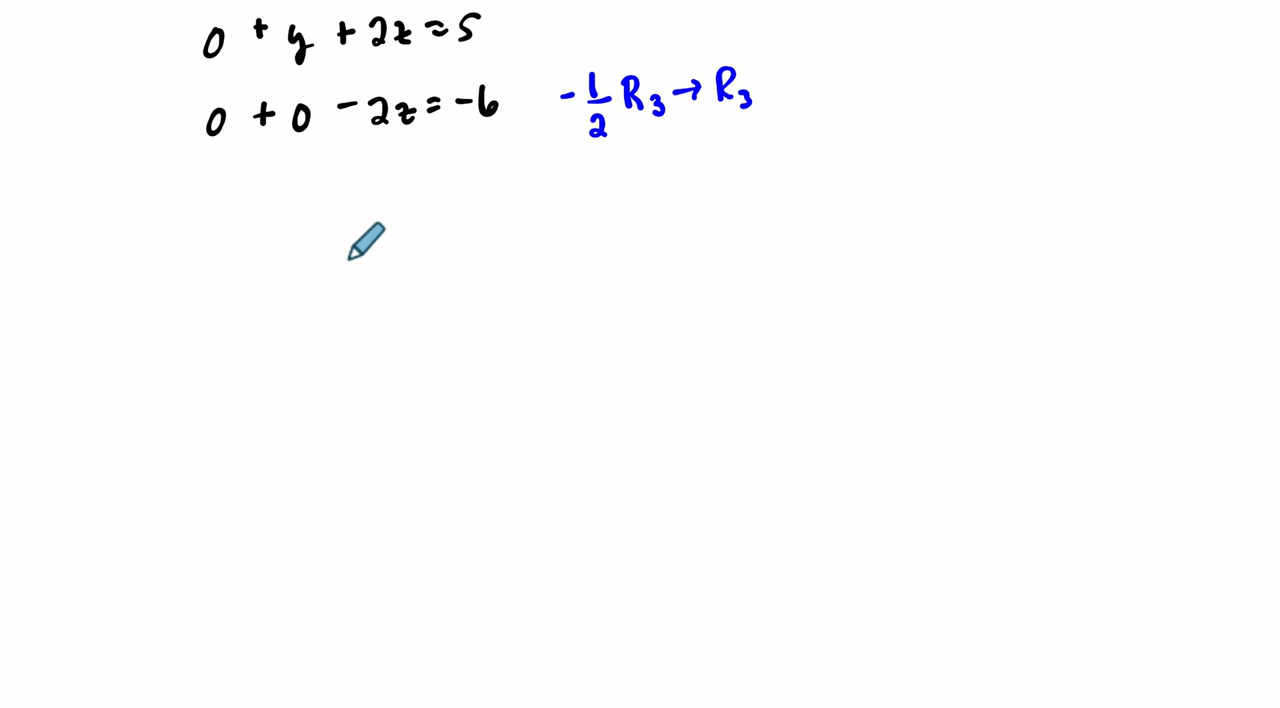 0 + y + 2z = 5
0 + 0 - 2z = -6 -1/2 R₃ → R₃